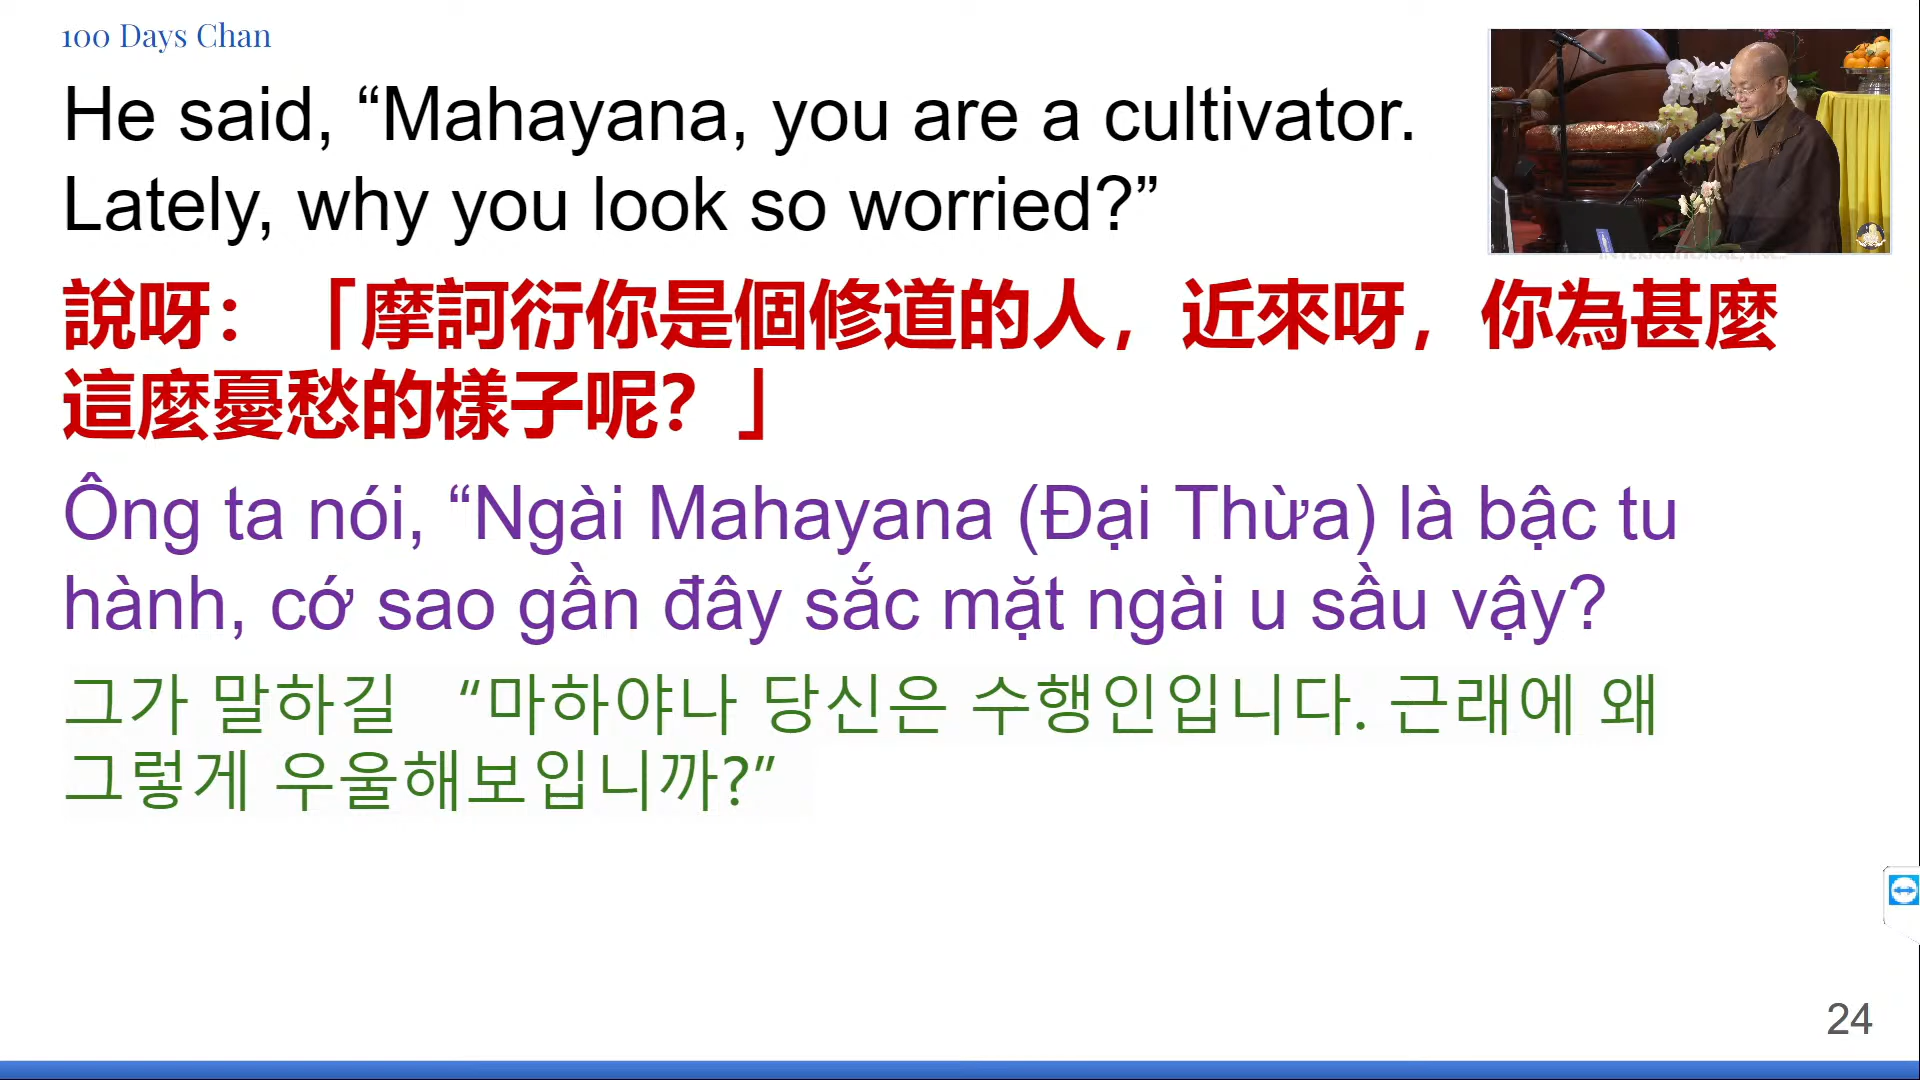 100 Days Chan
He said, “Mahayana, you are a cultivator.
Lately, why you look so worried?”
說呀：「摩訶衍你是個修道的人，近來呀，你為甚麼
這麼憂愁的樣子呢？」
Ông ta nói, “Ngài Mahayana (Đại Thừa) là bậc tu
hành, cớ sao gần đây sắc mặt ngài u sầu vậy?
그가 말하길 “마하야나 당신은 수행인입니다. 근래에 왜
그렇게 우울해보입니까?”
24